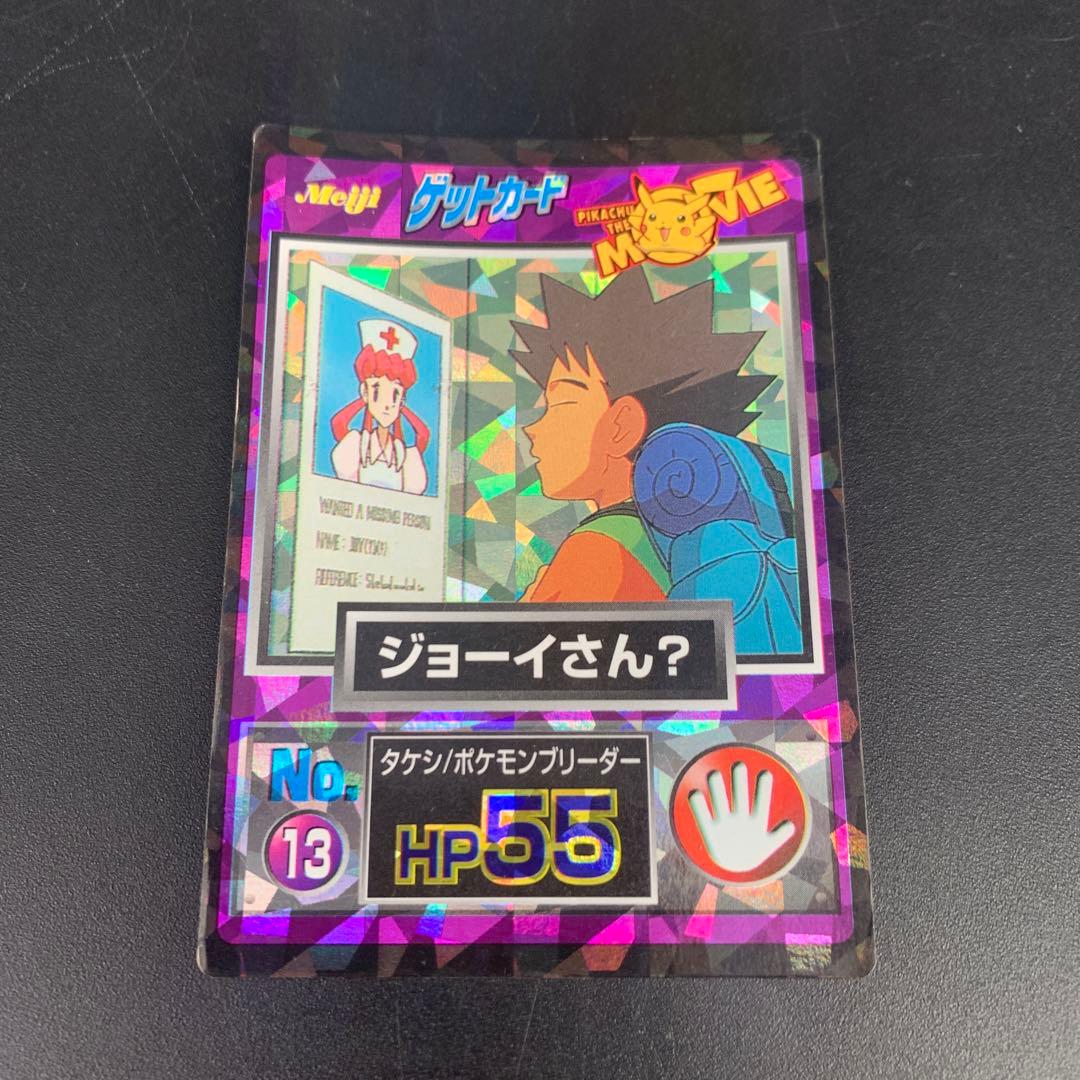 Meiji
ゲットカード
PIKACHU
THE
MOVIE
WANTED A MISSING PERSON
NAME: JOY
REFERENCE:
ジョーイさん?
No.
13
タケシ/ポケモンブリーダー
HP55